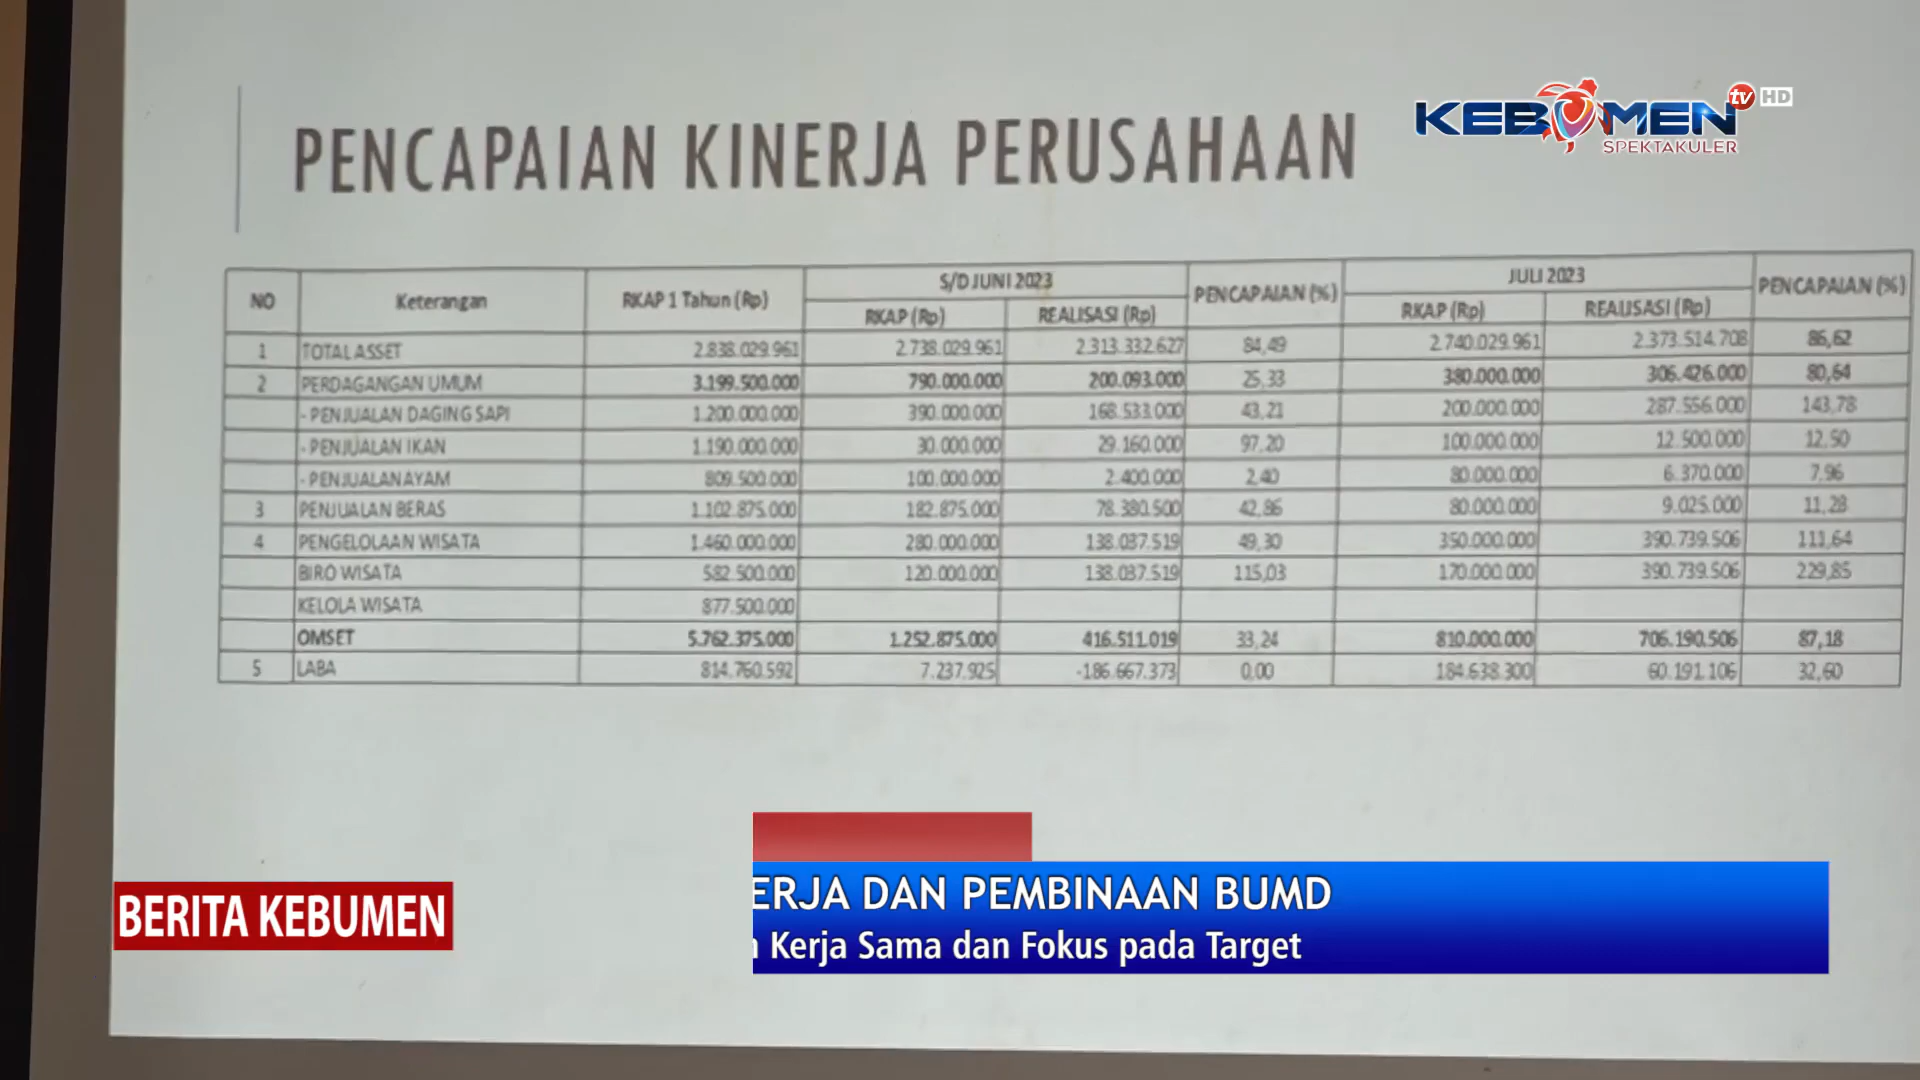 KEBUMEN tv HD
SPEKTAKULER
PENCAPAIAN KINERJA PERUSAHAAN
NO Keterangan RKAP 1 Tahun (Rp) S/D JUNI 2023 PENCAPAIAN (%) JULI 2023 PENCAPAIAN (%)
RKAP (Rp) REALISASI (Rp) RKAP (Rp) REALISASI (Rp)
1 TOTAL ASSET 2.838.029.961 2.738.029.961 2.313.332.627 84,49 2.740.029.961 2.373.514.708 86,62
2 PERDAGANGAN UMUM 3.199.500.000 790.000.000 200.093.000 25,33 380.000.000 306.426.000 80,64
- PENJUALAN DAGING SAPI 1.200.000.000 390.000.000 168.533.000 43,21 200.000.000 287.556.000 143,78
- PENJUALAN IKAN 1.190.000.000 30.000.000 29.160.000 97,20 100.000.000 12.500.000 12,50
- PENJUALAN AYAM 809.500.000 100.000.000 2.400.000 2,40 80.000.000 6.370.000 7,96
3 PENJUALAN BERAS 1.102.875.000 182.875.000 78.380.500 42,86 80.000.000 9.025.000 11,28
4 PENGELOLAAN WISATA 1.460.000.000 280.000.000 138.037.519 49,30 350.000.000 390.739.506 111,64
BIRO WISATA 582.500.000 120.000.000 138.037.519 115,03 170.000.000 390.739.506 229,85
KELOLA WISATA 877.500.000
OMSET 5.762.375.000 1.252.875.000 416.511.019 33,24 810.000.000 706.190.506 87,18
5 LABA 814.760.592 7.237.925 -186.667.373 0,00 184.638.300 60.191.106 32,60
BERITA KEBUMEN
ERJA DAN PEMBINAAN BUMD
Kerja Sama dan Fokus pada Target